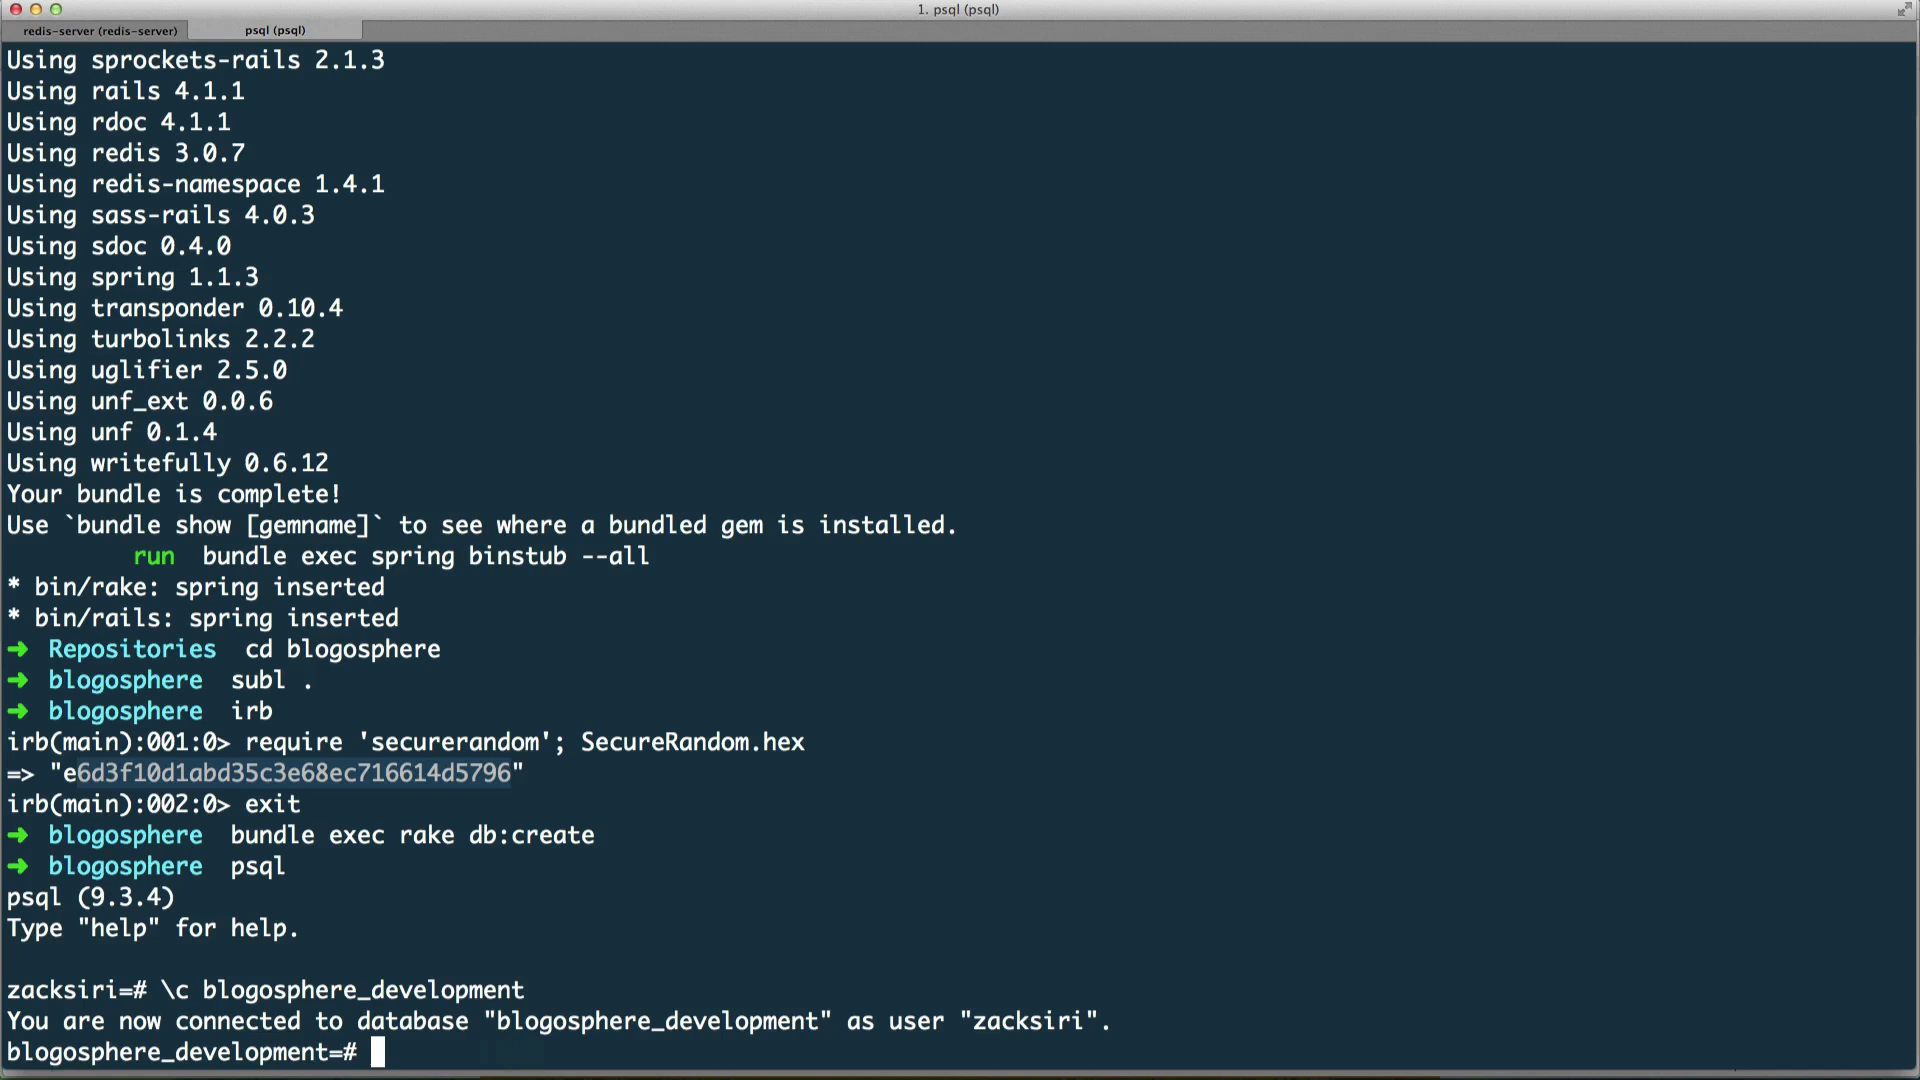 1. psql (psql)
redis-server (redis-server)
psql (psql)
Using sprockets-rails 2.1.3
Using rails 4.1.1
Using rdoc 4.1.1
Using redis 3.0.7
Using redis-namespace 1.4.1
Using sass-rails 4.0.3
Using sdoc 0.4.0
Using spring 1.1.3
Using transponder 0.10.4
Using turbolinks 2.2.2
Using uglifier 2.5.0
Using unf_ext 0.0.6
Using unf 0.1.4
Using writefully 0.6.12
Your bundle is complete!
Use `bundle show [gemname]` to see where a bundled gem is installed.
run  bundle exec spring binstub --all
* bin/rake: spring inserted
* bin/rails: spring inserted
➜  Repositories  cd blogosphere
➜  blogosphere  subl .
➜  blogosphere  irb
irb(main):001:0> require 'securerandom'; SecureRandom.hex
=> "e6d3f10d1abd35c3e68ec716614d5796"
irb(main):002:0> exit
➜  blogosphere  bundle exec rake db:create
➜  blogosphere  psql
psql (9.3.4)
Type "help" for help.
zacksiri=# \c blogosphere_development
You are now connected to database "blogosphere_development" as user "zacksiri".
blogosphere_development=#